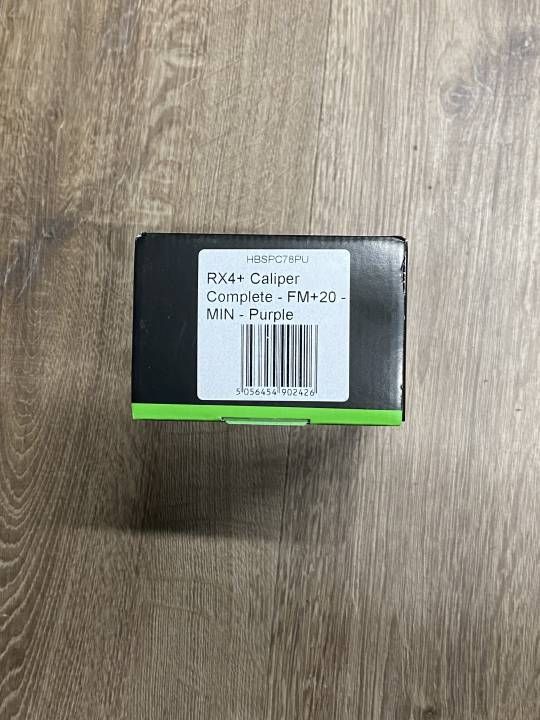 HBSPC78PU
RX4+ Caliper
Complete - FM+20 -
MIN - Purple
5 056454 902426